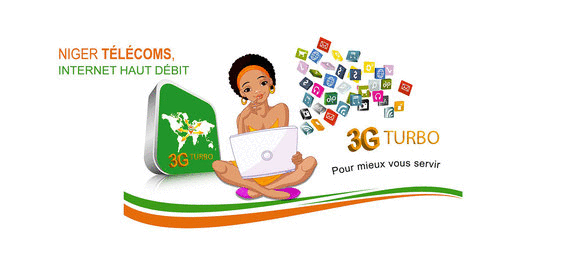 NIGER TÉLÉCOMS,
INTERNET HAUT DÉBIT
3G TURBO
3G TURBO
Pour mieux vous servir